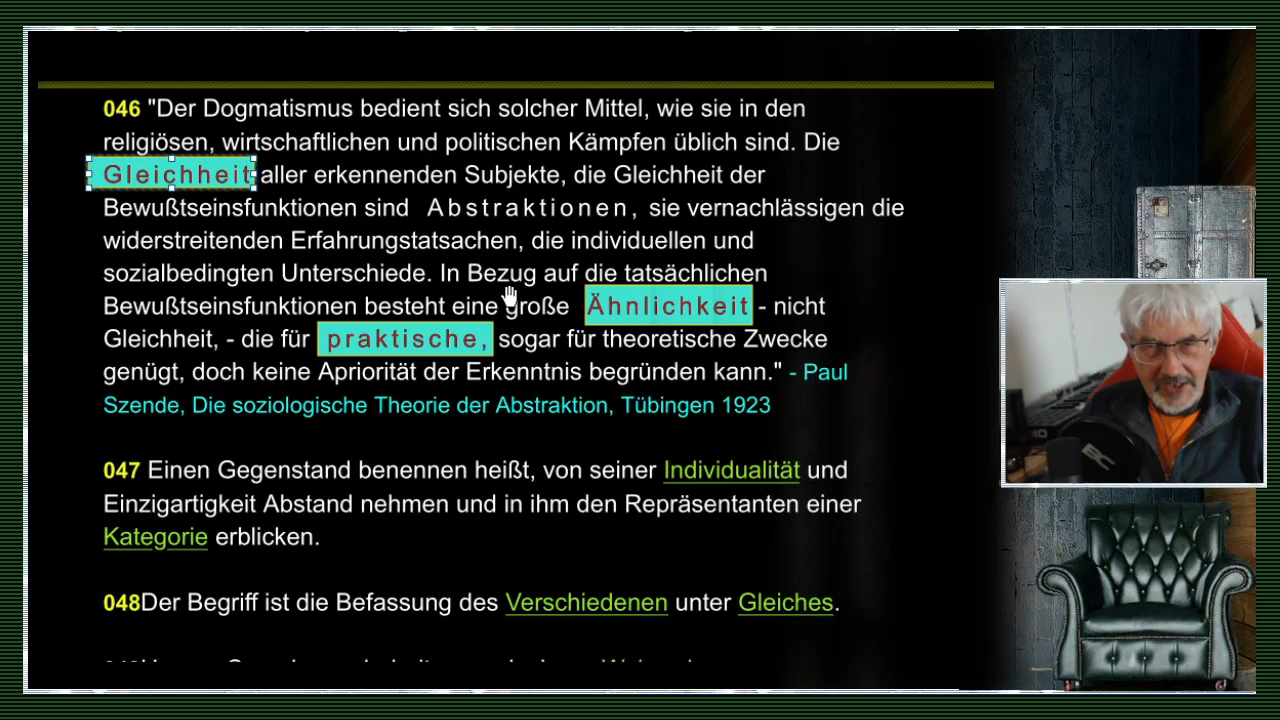 046 "Der Dogmatismus bedient sich solcher Mittel, wie sie in den
religiösen, wirtschaftlichen und politischen Kämpfen üblich sind. Die
Gleichheit aller erkennenden Subjekte, die Gleichheit der
Bewußtseinsfunktionen sind Abstraktionen, sie vernachlässigen die
widerstreitenden Erfahrungstatsachen, die individuellen und
sozialbedingten Unterschiede. In Bezug auf die tatsächlichen
Bewußtseinsfunktionen besteht eine große Ähnlichkeit - nicht
Gleichheit, - die für praktische, sogar für theoretische Zwecke
genügt, doch keine Apriorität der Erkenntnis begründen kann." - Paul
Szende, Die soziologische Theorie der Abstraktion, Tübingen 1923
047 Einen Gegenstand benennen heißt, von seiner Individualität und
Einzigartigkeit Abstand nehmen und in ihm den Repräsentanten einer
Kategorie erblicken.
048Der Begriff ist die Befassung des Verschiedenen unter Gleiches.